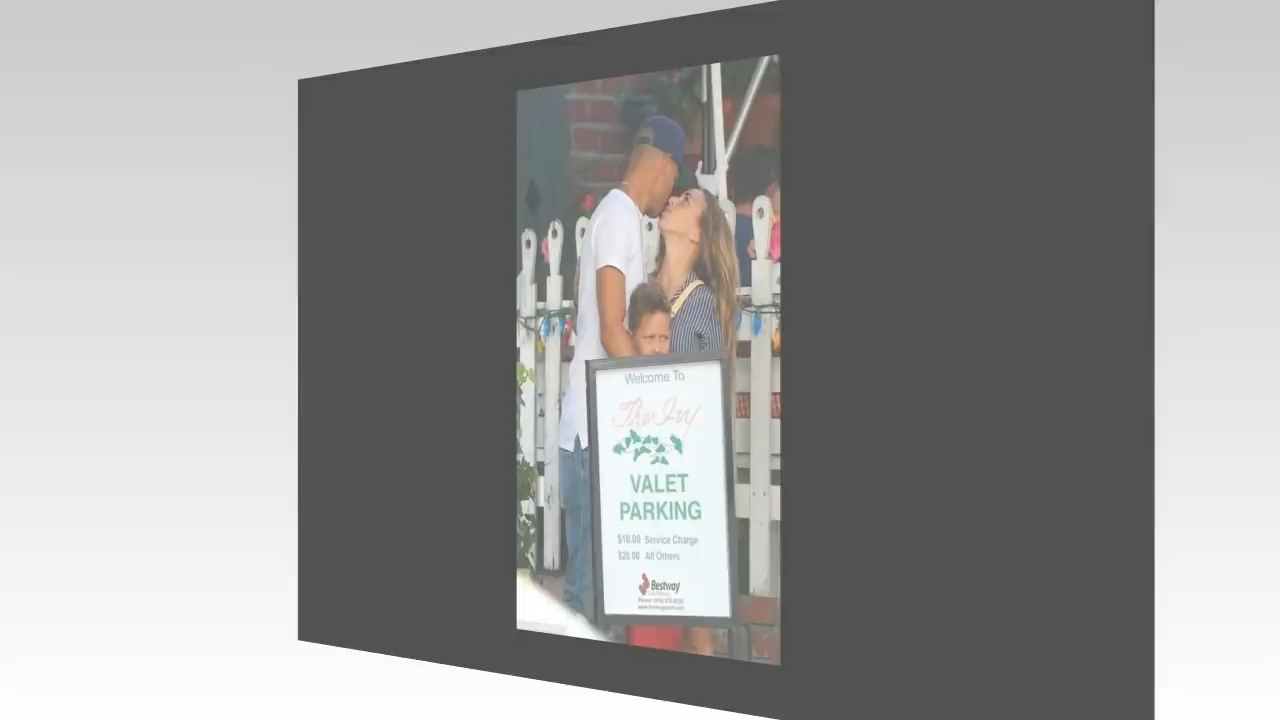 Welcome To
The Ivy
VALET
PARKING
$10.00 Service Charge
$20.00 All Others
Bestway